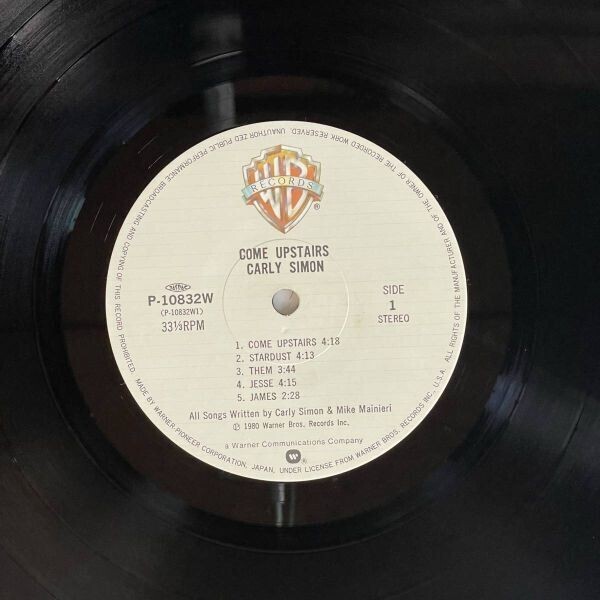 WB
RECORDS
®
COME UPSTAIRS
CARLY SIMON
P-10832W
(P-10832W1)
33⅓RPM
SIDE
1
STEREO
1. COME UPSTAIRS 4:18
2. STARDUST 4:13
3. THEM 3:44
4. JESSE 4:15
5. JAMES 2:28
All Songs Written by Carly Simon & Mike Mainieri
℗ 1980 Warner Bros. Records Inc.
a Warner Communications Company
®
MADE BY WARNER-PIONEER CORPORATION, JAPAN, UNDER LICENSE FROM WARNER BROS. RECORDS INC., U.S.A. ALL RIGHTS OF THE MANUFACTURER AND OF THE OWNER OF THE RECORDED WORK RESERVED. UNAUTHORIZED PUBLIC PERFORMANCE BROADCASTING AND COPYING OF THIS RECORD PROHIBITED.